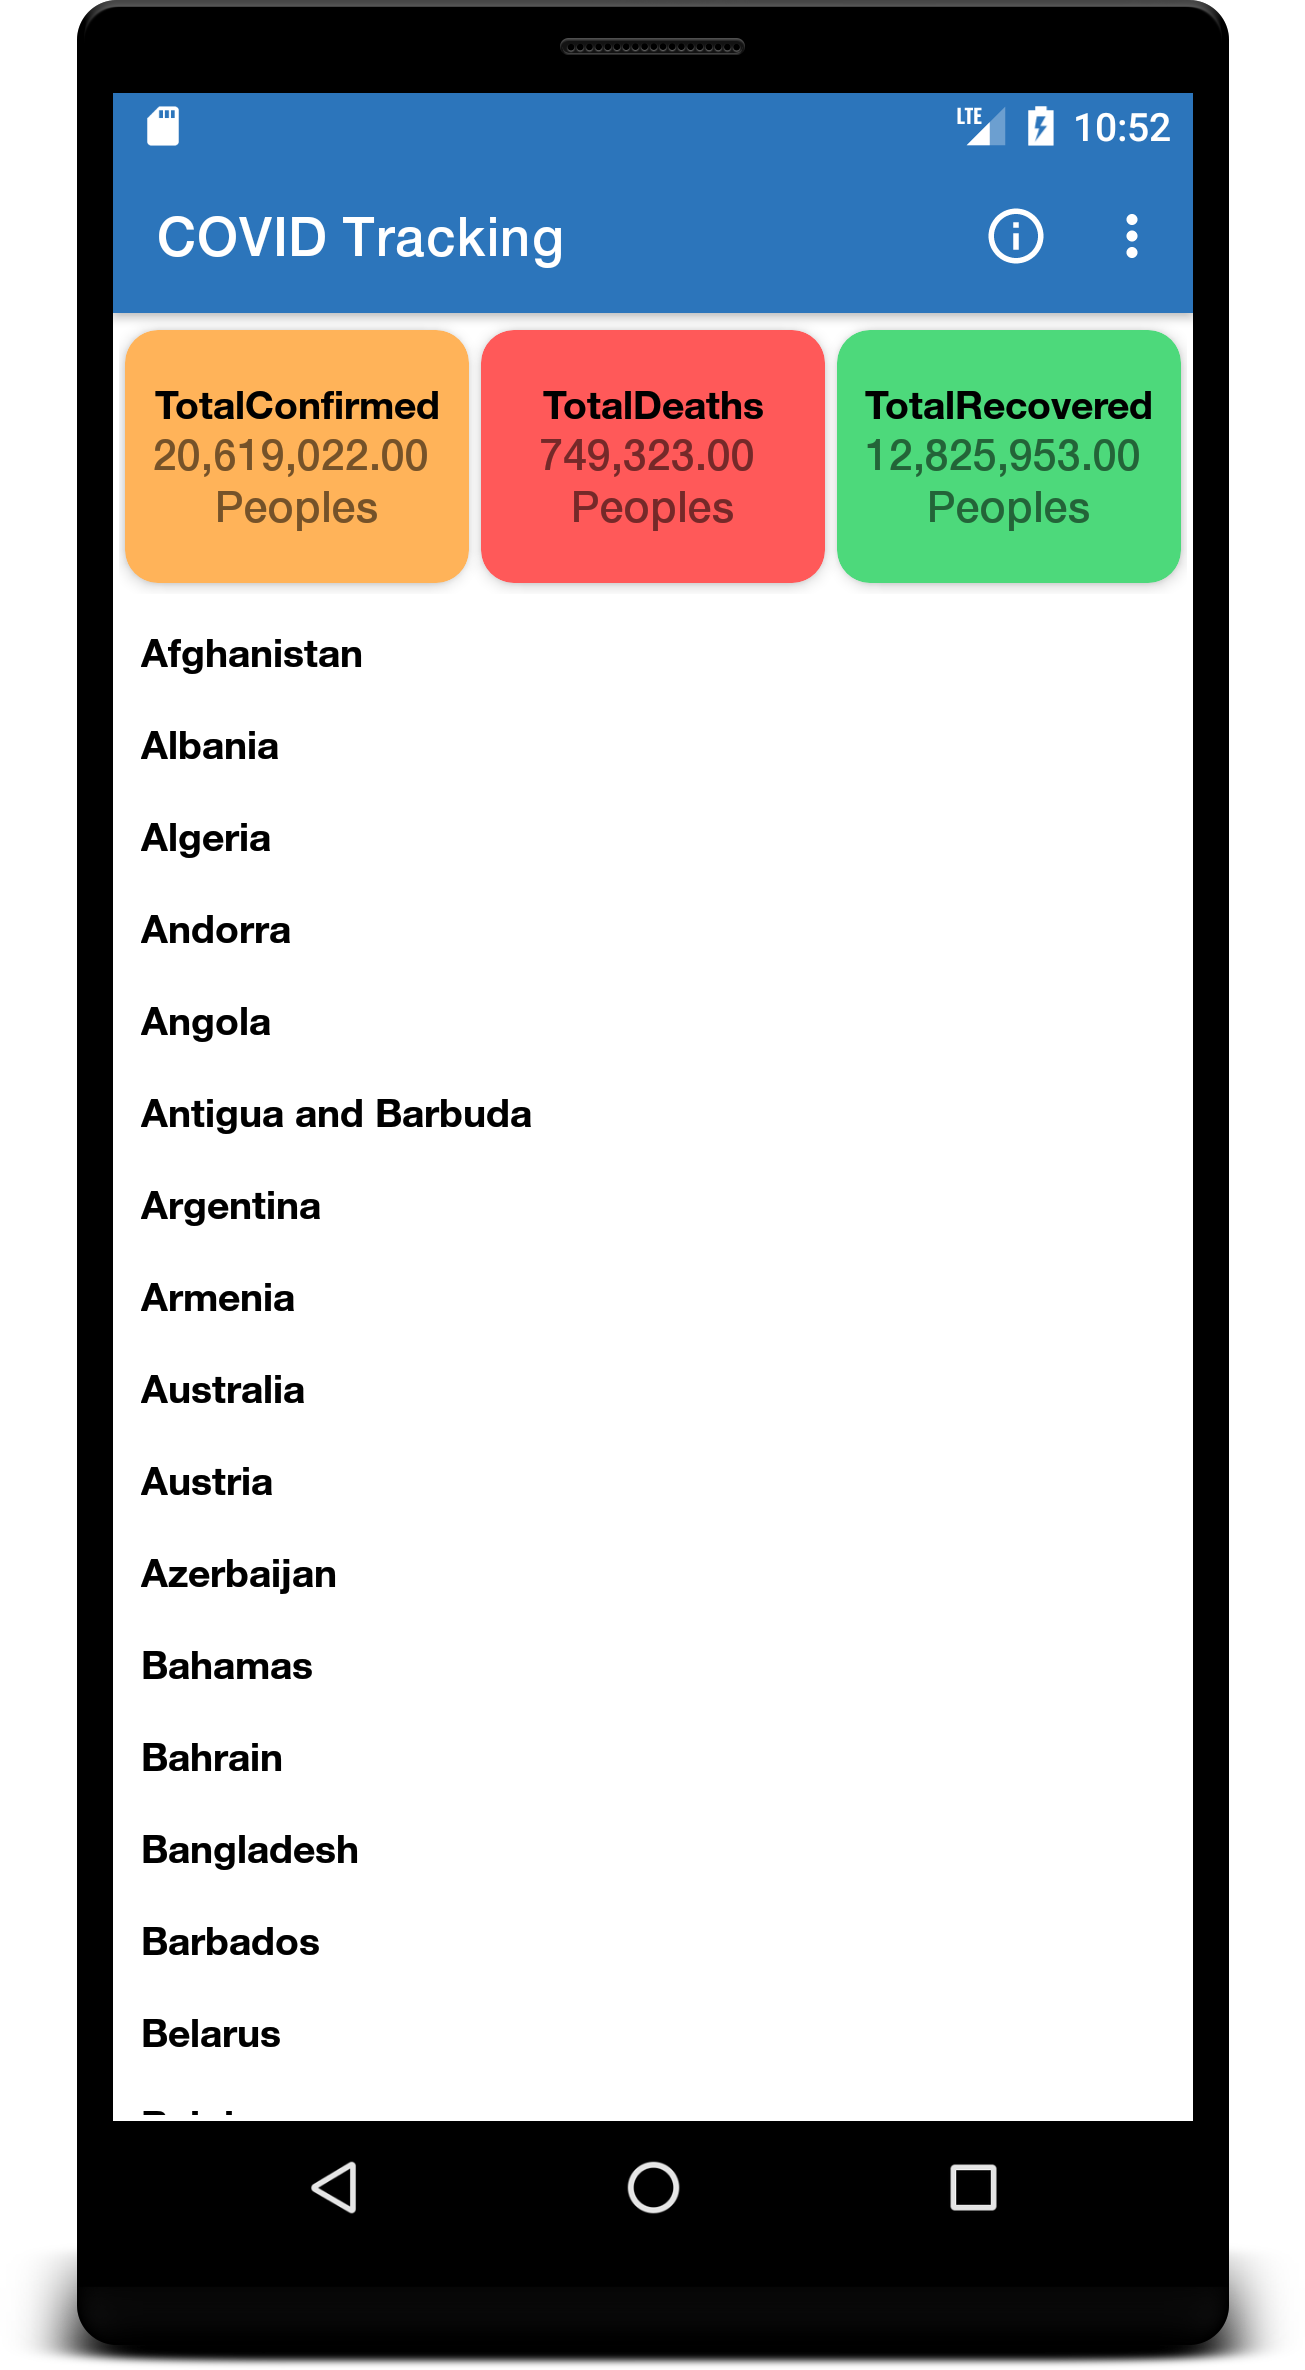 LTE 10:52
COVID Tracking
TotalConfirmed
20,619,022.00
Peoples
TotalDeaths
749,323.00
Peoples
TotalRecovered
12,825,953.00
Peoples
Afghanistan
Albania
Algeria
Andorra
Angola
Antigua and Barbuda
Argentina
Armenia
Australia
Austria
Azerbaijan
Bahamas
Bahrain
Bangladesh
Barbados
Belarus